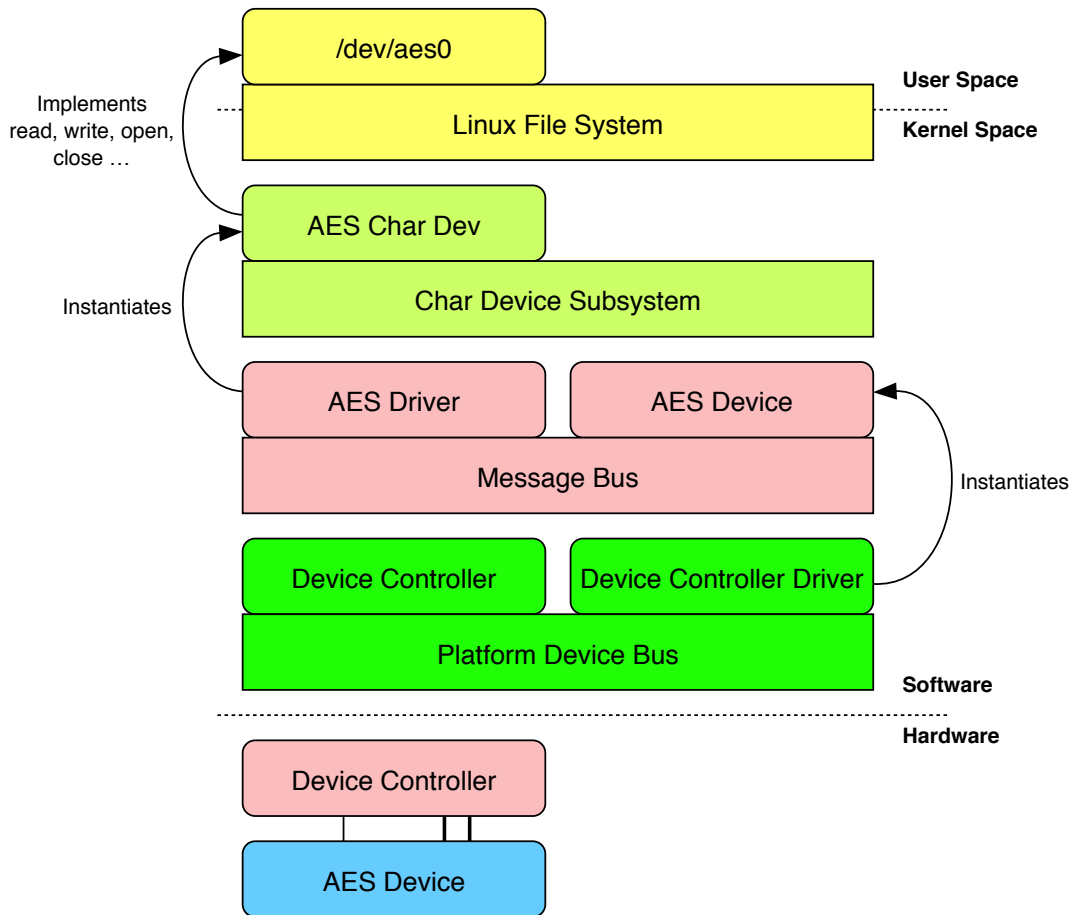 /dev/aes0
User Space
Implements
read, write, open,
close …
Linux File System
Kernel Space
AES Char Dev
Char Device Subsystem
Instantiates
AES Driver
AES Device
Message Bus
Instantiates
Device Controller
Device Controller Driver
Platform Device Bus
Software
Hardware
Device Controller
AES Device